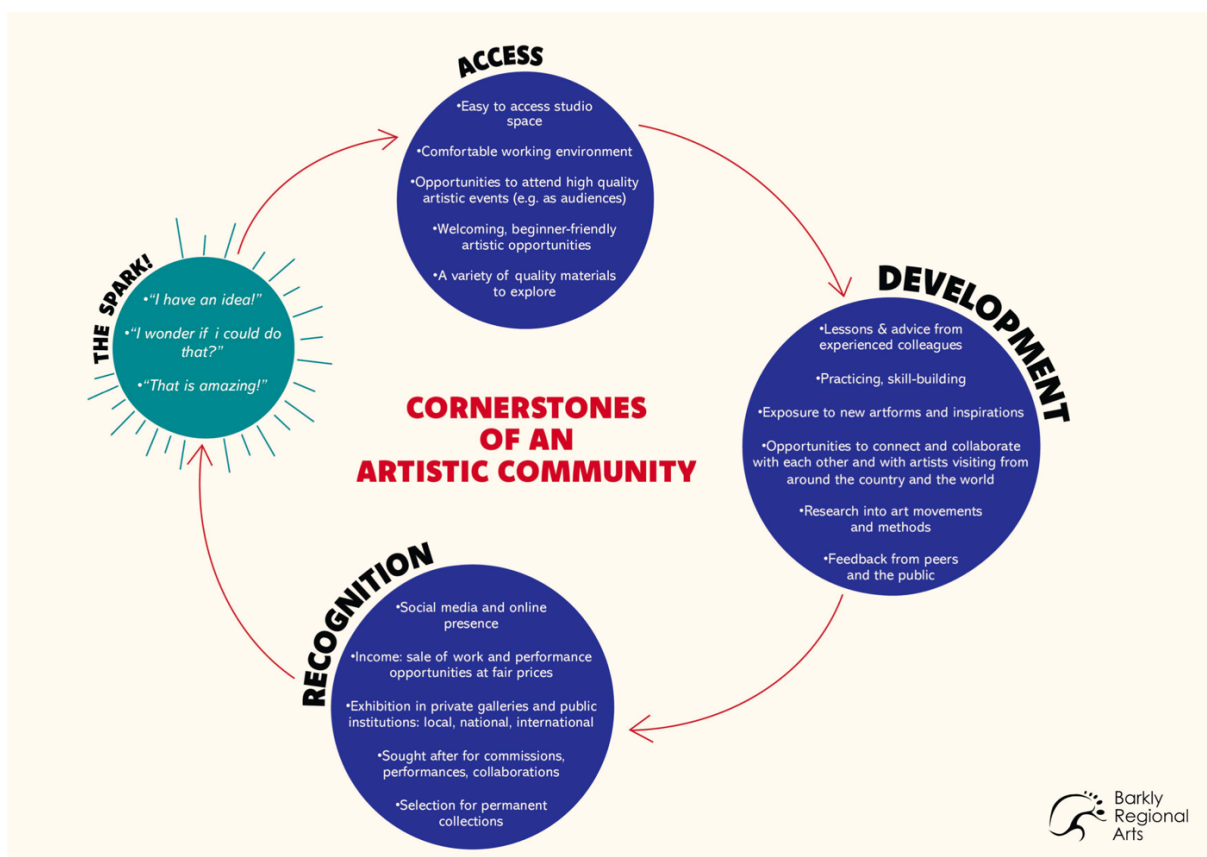 ACCESS
•Easy to access studio
space
•Comfortable working environment
•Opportunities to attend high quality
artistic events (e.g. as audiences)
•Welcoming, beginner-friendly
artistic opportunities
•A variety of quality materials
to explore
THE SPARK!
•“I have an idea!”
•“I wonder if i could do
that?”
•“That is amazing!”
DEVELOPMENT
•Lessons & advice from
experienced colleagues
•Practicing, skill-building
•Exposure to new artforms and inspirations
•Opportunities to connect and collaborate
with each other and with artists visiting from
around the country and the world
•Research into art movements
and methods
•Feedback from peers
and the public
CORNERSTONES
OF AN
ARTISTIC COMMUNITY
RECOGNITION
•Social media and online
presence
•Income: sale of work and performance
opportunities at fair prices
•Exhibition in private galleries and public
institutions: local, national, international
•Sought after for commissions,
performances, collaborations
•Selection for permanent
collections
Barkly
Regional
Arts